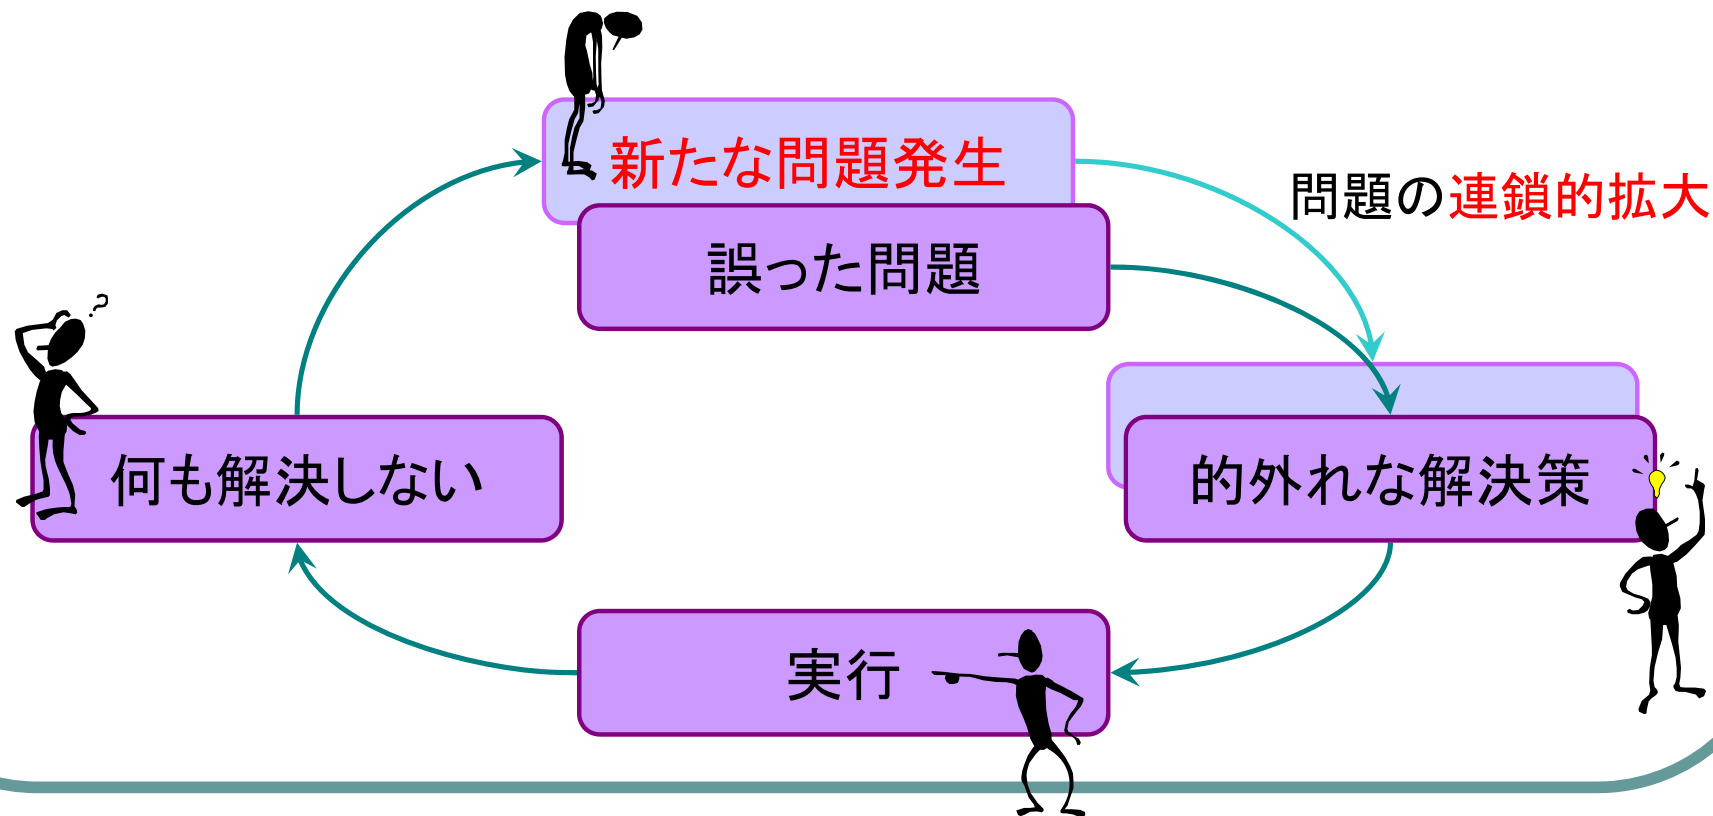 新たな問題発生
問題の連鎖的拡大
誤った問題
何も解決しない
的外れな解決策
実行
?